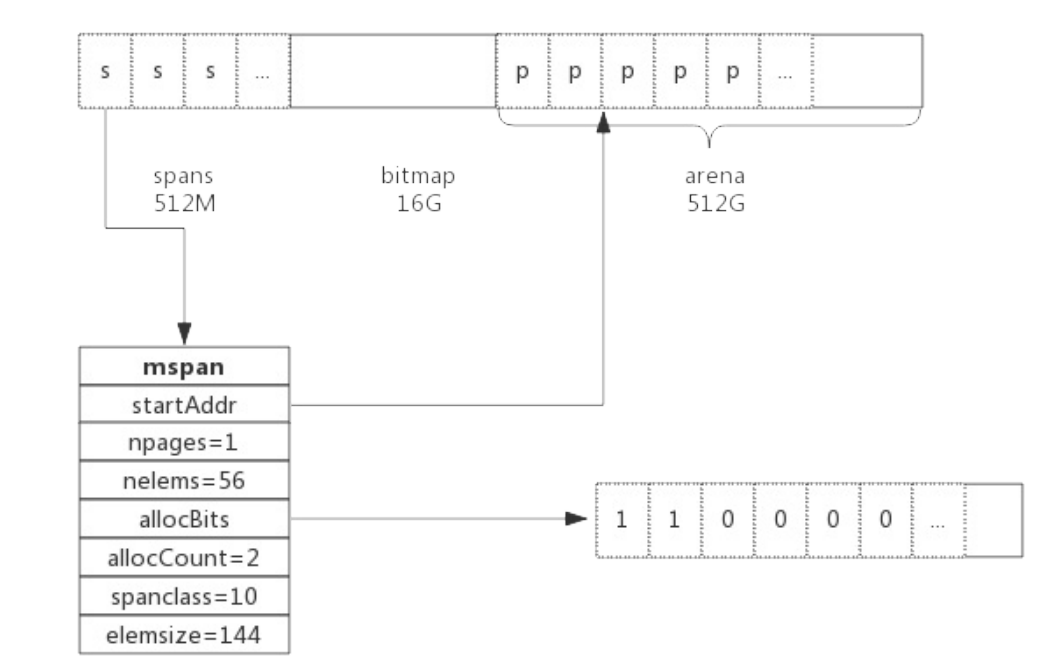 s s s ... p p p p p ...
spans bitmap arena
512M 16G 512G
mspan
startAddr
npages=1
nelems=56
allocBits
1 1 0 0 0 0 ...
allocCount=2
spanclass=10
elemsize=144